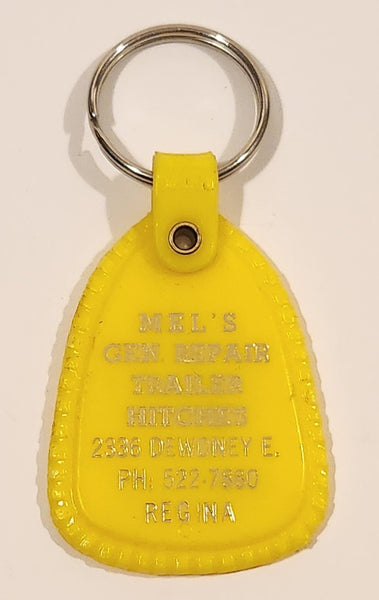 MEL'S
GEN. REPAIR
TRAILER
HITCHES
2336 DEWDNEY E.
PH: 522-7680
REGINA